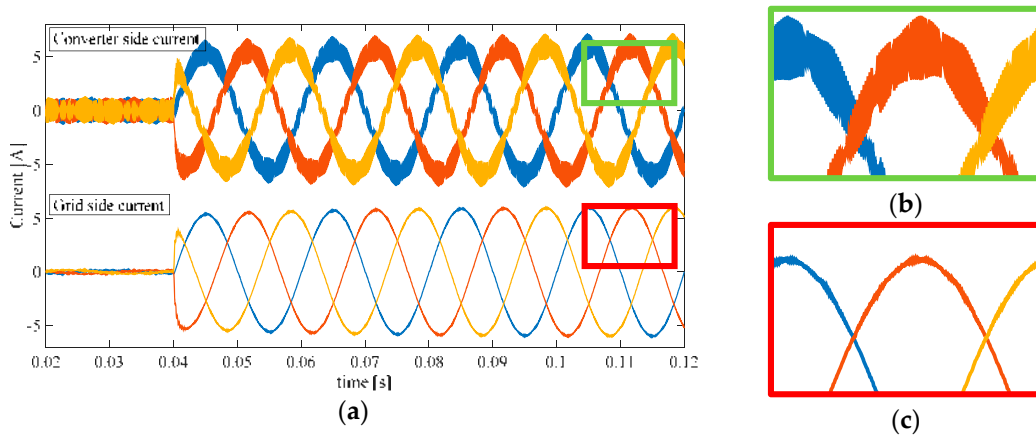 Converter side current
5
0
-5
Grid side current
5
0
-5
Current [A]
0.02 0.03 0.04 0.05 0.06 0.07 0.08 0.09 0.1 0.11 0.12
time [s]
(a)
(b)
(c)